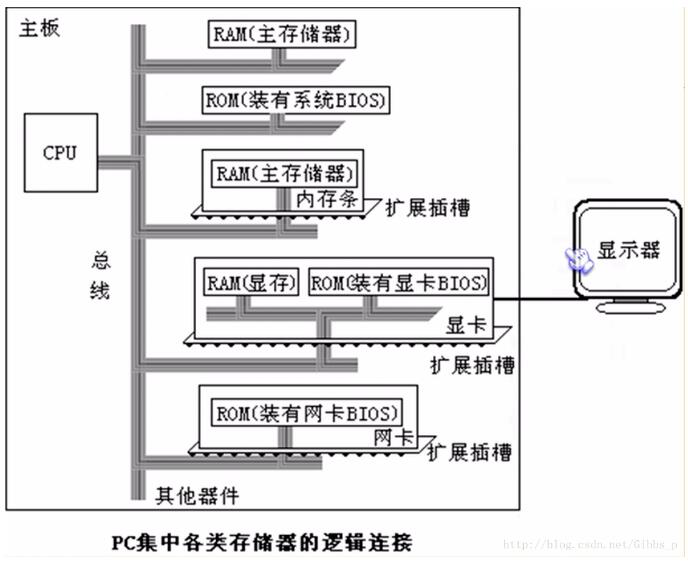 主板
RAM(主存储器)
ROM(装有系统BIOS)
CPU
RAM(主存储器)
内存条
扩展插槽
总线
RAM(显存)
ROM(装有显卡BIOS)
显卡
扩展插槽
显示器
ROM(装有网卡BIOS)
网卡
扩展插槽
其他器件
PC集中各类存储器的逻辑连接
http://blog.csdn.net/Gibbs_p